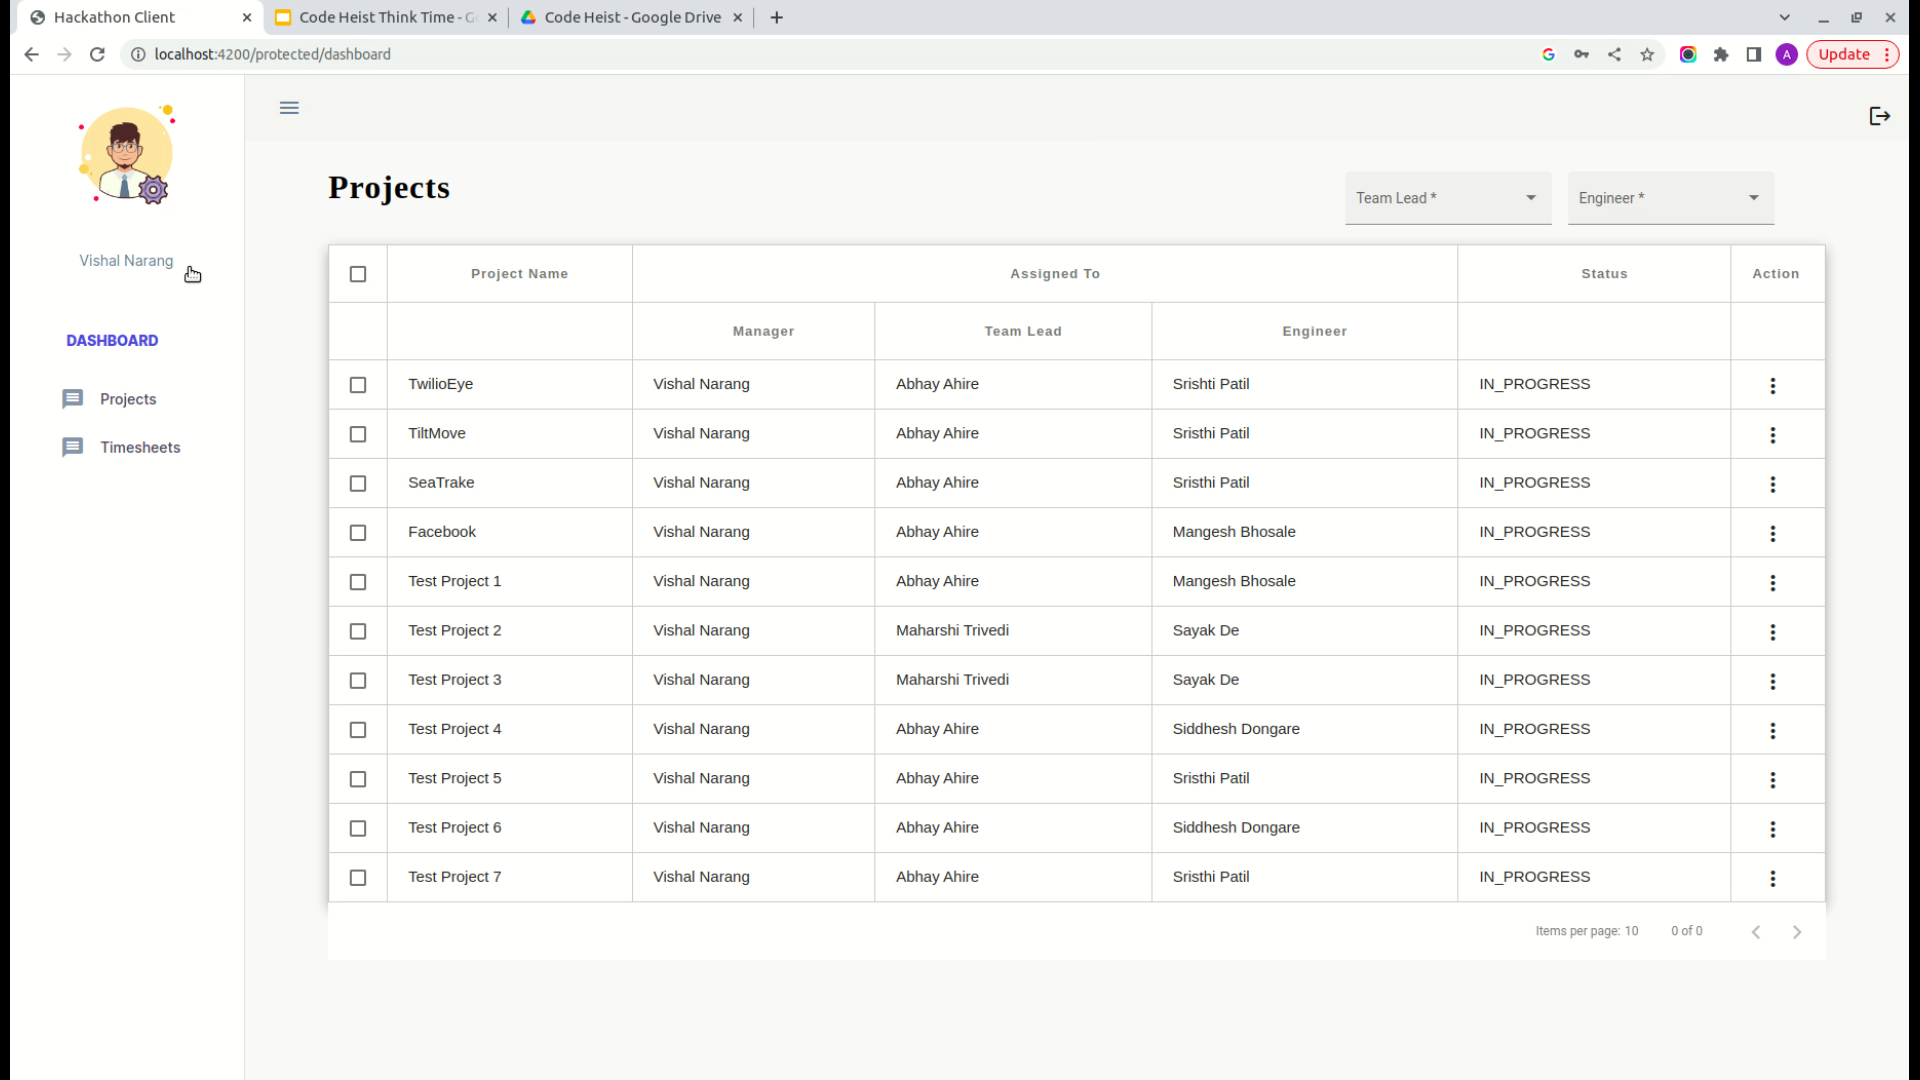 Hackathon Client
Code Heist Think Time - G
Code Heist - Google Drive
localhost:4200/protected/dashboard
A
Update
Vishal Narang
DASHBOARD
Projects
Timesheets
Projects
Team Lead *
Engineer *
Project Name Assigned To Status Action
Manager Team Lead Engineer
TwilioEye Vishal Narang Abhay Ahire Srishti Patil IN_PROGRESS
TiltMove Vishal Narang Abhay Ahire Sristhi Patil IN_PROGRESS
SeaTrake Vishal Narang Abhay Ahire Sristhi Patil IN_PROGRESS
Facebook Vishal Narang Abhay Ahire Mangesh Bhosale IN_PROGRESS
Test Project 1 Vishal Narang Abhay Ahire Mangesh Bhosale IN_PROGRESS
Test Project 2 Vishal Narang Maharshi Trivedi Sayak De IN_PROGRESS
Test Project 3 Vishal Narang Maharshi Trivedi Sayak De IN_PROGRESS
Test Project 4 Vishal Narang Abhay Ahire Siddhesh Dongare IN_PROGRESS
Test Project 5 Vishal Narang Abhay Ahire Sristhi Patil IN_PROGRESS
Test Project 6 Vishal Narang Abhay Ahire Siddhesh Dongare IN_PROGRESS
Test Project 7 Vishal Narang Abhay Ahire Sristhi Patil IN_PROGRESS
Items per page: 10 0 of 0